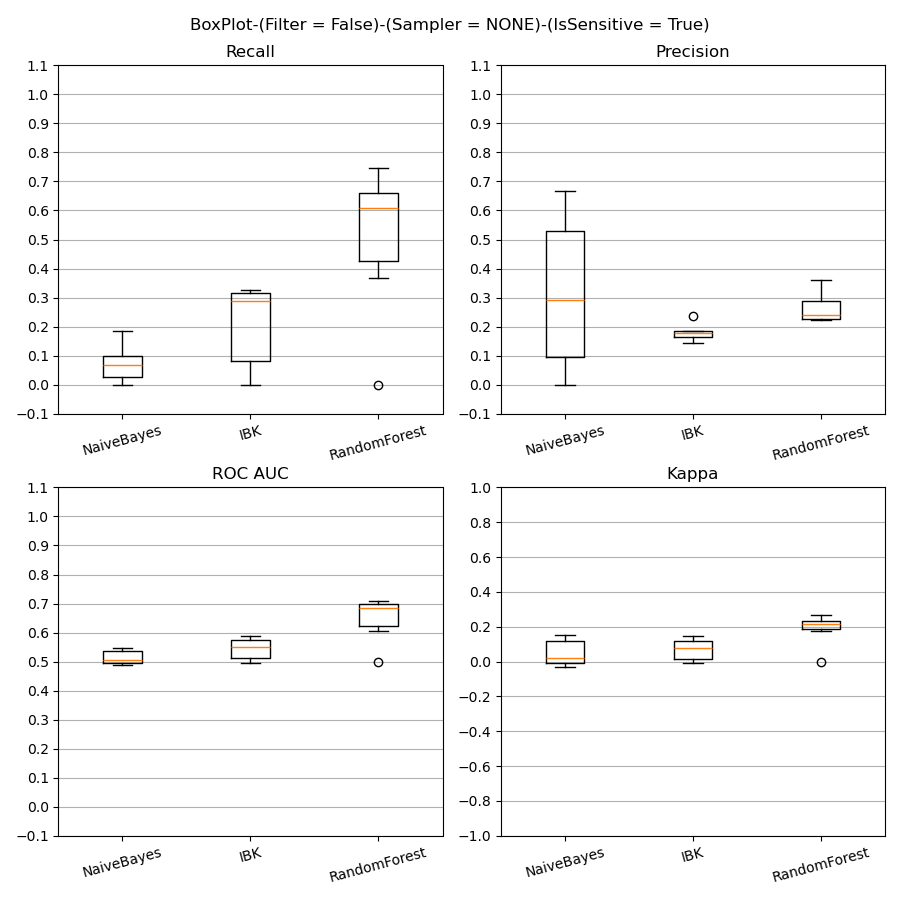 BoxPlot-(Filter = False)-(Sampler = NONE)-(IsSensitive = True)
Recall
1.1
1.0
0.9
0.8
0.7
0.6
0.5
0.4
0.3
0.2
0.1
0.0
−0.1
NaiveBayes
IBK
RandomForest
Precision
1.1
1.0
0.9
0.8
0.7
0.6
0.5
0.4
0.3
0.2
0.1
0.0
−0.1
NaiveBayes
IBK
RandomForest
ROC AUC
1.1
1.0
0.9
0.8
0.7
0.6
0.5
0.4
0.3
0.2
0.1
0.0
−0.1
NaiveBayes
IBK
RandomForest
Kappa
1.0
0.8
0.6
0.4
0.2
0.0
−0.2
−0.4
−0.6
−0.8
−1.0
NaiveBayes
IBK
RandomForest